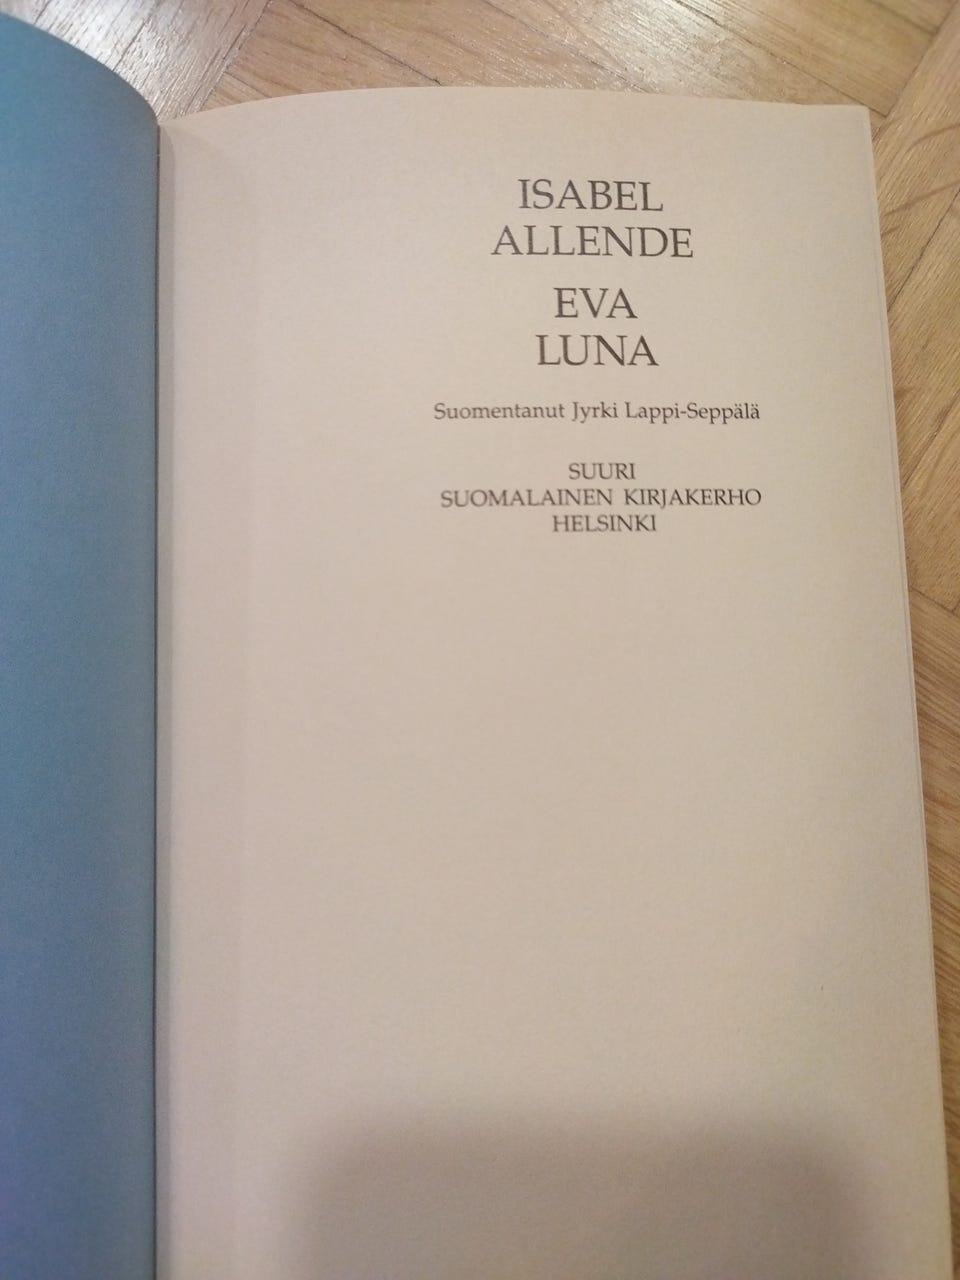 ISABEL
ALLENDE
EVA
LUNA
Suomentanut Jyrki Lappi-Seppälä
SUURI
SUOMALAINEN KIRJAKERHO
HELSINKI